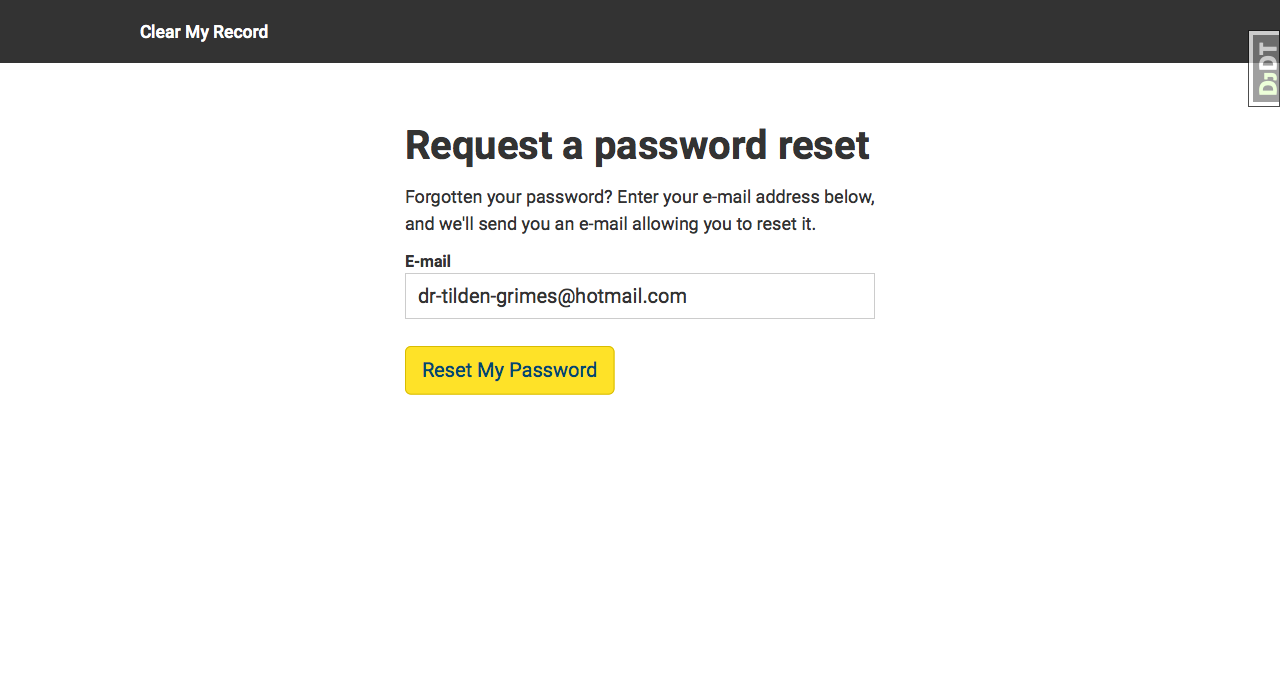 Clear My Record
DjDT
Request a password reset
Forgotten your password? Enter your e-mail address below,
and we'll send you an e-mail allowing you to reset it.
E-mail
dr-tilden-grimes@hotmail.com
Reset My Password